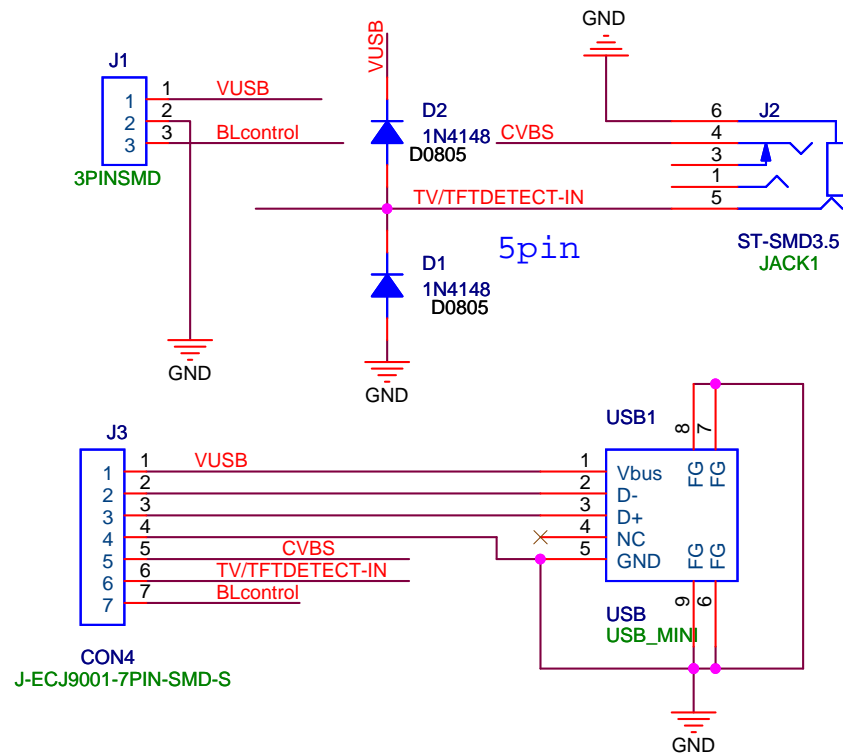 J1
1 1 VUSB
2 2
3 3 BLcontrol
3PINSMD
GND
VUSB
D2
1N4148
D0805
TV/TFTDETECT-IN
D1
1N4148
D0805
GND
GND
CVBS
6
4
3
1
5
J2
5pin
ST-SMD3.5
JACK1
J3
1 1 VUSB
2 2
3 3
4 4
5 5 CVBS
6 6 TV/TFTDETECT-IN
7 7 BLcontrol
CON4
J-ECJ9001-7PIN-SMD-S
USB1
8 7
FG FG
1 Vbus
2 D-
3 D+
4 NC
5 GND
FG FG
9 6
USB
USB_MINI
GND